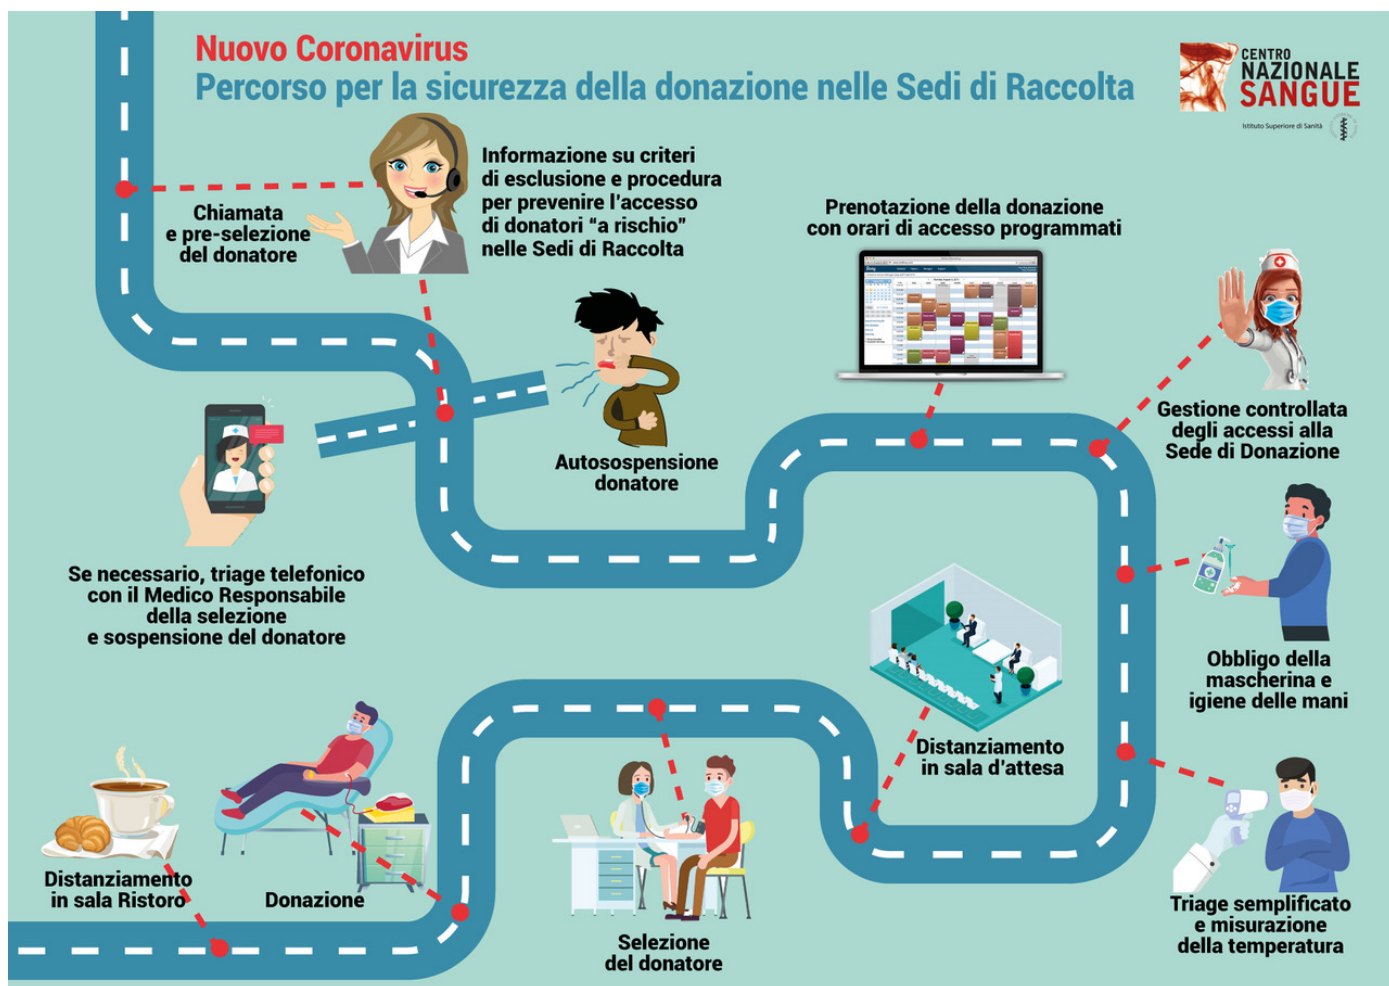 Nuovo Coronavirus
Percorso per la sicurezza della donazione nelle Sedi di Raccolta
CENTRO
NAZIONALE
SANGUE
Istituto Superiore di Sanità
Chiamata
e pre-selezione
del donatore
Informazione su criteri
di esclusione e procedura
per prevenire l'accesso
di donatori "a rischio"
nelle Sedi di Raccolta
Autosospensione
donatore
Se necessario, triage telefonico
con il Medico Responsabile
della selezione
e sospensione del donatore
Prenotazione della donazione
con orari di accesso programmati
Gestione controllata
degli accessi alla
Sede di Donazione
Obbligo della
mascherina e
igiene delle mani
Triage semplificato
e misurazione
della temperatura
Distanziamento
in sala d'attesa
Selezione
del donatore
Donazione
Distanziamento
in sala Ristoro